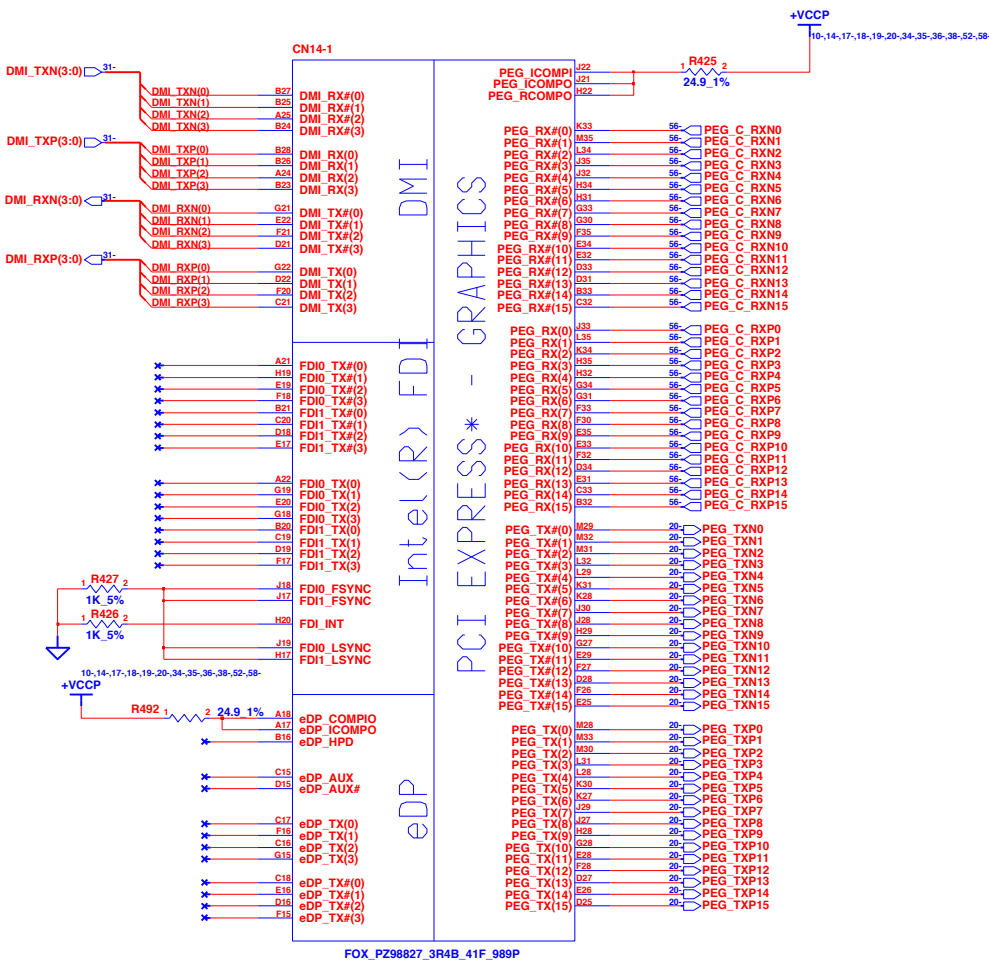 +VCCP
10-,14-,17-,18-,19-,20-,34-,35-,36-,38-,52-,58-
CN14-1
R425
1 2
24.9_1%
DMI_TXN(3:0) 31-
DMI_TXN(0) B27 DMI_RX#(0)
DMI_TXN(1) B25 DMI_RX#(1)
DMI_TXN(2) A25 DMI_RX#(2)
DMI_TXN(3) B24 DMI_RX#(3)
DMI_TXP(3:0) 31-
DMI_TXP(0) B28 DMI_RX(0)
DMI_TXP(1) B26 DMI_RX(1)
DMI_TXP(2) A24 DMI_RX(2)
DMI_TXP(3) B23 DMI_RX(3)
DMI_RXN(3:0) 31-
DMI_RXN(0) G21 DMI_TX#(0)
DMI_RXN(1) E22 DMI_TX#(1)
DMI_RXN(2) F21 DMI_TX#(2)
DMI_RXN(3) D21 DMI_TX#(3)
DMI_RXP(3:0) 31-
DMI_RXP(0) G22 DMI_TX(0)
DMI_RXP(1) D22 DMI_TX(1)
DMI_RXP(2) F20 DMI_TX(2)
DMI_RXP(3) C21 DMI_TX(3)
A21 FDI0_TX#(0)
H19 FDI0_TX#(1)
E19 FDI0_TX#(2)
F18 FDI0_TX#(3)
B21 FDI1_TX#(0)
C20 FDI1_TX#(1)
D18 FDI1_TX#(2)
E17 FDI1_TX#(3)
A22 FDI0_TX(0)
G19 FDI0_TX(1)
E20 FDI0_TX(2)
G18 FDI0_TX(3)
B20 FDI1_TX(0)
C19 FDI1_TX(1)
D19 FDI1_TX(2)
F17 FDI1_TX(3)
R427
1 2
1K_5%
J18 FDI0_FSYNC
J17 FDI1_FSYNC
R426
1 2
1K_5%
H20 FDI_INT
J19 FDI0_LSYNC
H17 FDI1_LSYNC
10-,14-,17-,18-,19-,20-,34-,35-,36-,38-,52-,58-
+VCCP
R492 1 2 24.9_1%
A18 eDP_COMPIO
A17 eDP_ICOMPO
B16 eDP_HPD
C15 eDP_AUX
D15 eDP_AUX#
C17 eDP_TX(0)
F16 eDP_TX(1)
C16 eDP_TX(2)
G15 eDP_TX(3)
C18 eDP_TX#(0)
E16 eDP_TX#(1)
D16 eDP_TX#(2)
F15 eDP_TX#(3)
DMI
Intel(R) FDI
eDP
PCI EXPRESS* - GRAPHICS
PEG_ICOMPI J22
PEG_ICOMPO J21
PEG_RCOMPO H22
PEG_RX#(0) K33 56- PEG_C_RXN0
PEG_RX#(1) M35 56- PEG_C_RXN1
PEG_RX#(2) L34 56- PEG_C_RXN2
PEG_RX#(3) J35 56- PEG_C_RXN3
PEG_RX#(4) J32 56- PEG_C_RXN4
PEG_RX#(5) H34 56- PEG_C_RXN5
PEG_RX#(6) H31 56- PEG_C_RXN6
PEG_RX#(7) G33 56- PEG_C_RXN7
PEG_RX#(8) G30 56- PEG_C_RXN8
PEG_RX#(9) F35 56- PEG_C_RXN9
PEG_RX#(10) E34 56- PEG_C_RXN10
PEG_RX#(11) E32 56- PEG_C_RXN11
PEG_RX#(12) D33 56- PEG_C_RXN12
PEG_RX#(13) D31 56- PEG_C_RXN13
PEG_RX#(14) B33 56- PEG_C_RXN14
PEG_RX#(15) C32 56- PEG_C_RXN15
PEG_RX(0) J33 56- PEG_C_RXP0
PEG_RX(1) L35 56- PEG_C_RXP1
PEG_RX(2) K34 56- PEG_C_RXP2
PEG_RX(3) H35 56- PEG_C_RXP3
PEG_RX(4) H32 56- PEG_C_RXP4
PEG_RX(5) G34 56- PEG_C_RXP5
PEG_RX(6) G31 56- PEG_C_RXP6
PEG_RX(7) F33 56- PEG_C_RXP7
PEG_RX(8) F30 56- PEG_C_RXP8
PEG_RX(9) E35 56- PEG_C_RXP9
PEG_RX(10) E33 56- PEG_C_RXP10
PEG_RX(11) F32 56- PEG_C_RXP11
PEG_RX(12) D34 56- PEG_C_RXP12
PEG_RX(13) E31 56- PEG_C_RXP13
PEG_RX(14) C33 56- PEG_C_RXP14
PEG_RX(15) B32 56- PEG_C_RXP15
PEG_TX#(0) M29 20- PEG_TXN0
PEG_TX#(1) M32 20- PEG_TXN1
PEG_TX#(2) M31 20- PEG_TXN2
PEG_TX#(3) L32 20- PEG_TXN3
PEG_TX#(4) L29 20- PEG_TXN4
PEG_TX#(5) K31 20- PEG_TXN5
PEG_TX#(6) K28 20- PEG_TXN6
PEG_TX#(7) J30 20- PEG_TXN7
PEG_TX#(8) J28 20- PEG_TXN8
PEG_TX#(9) H29 20- PEG_TXN9
PEG_TX#(10) G27 20- PEG_TXN10
PEG_TX#(11) E29 20- PEG_TXN11
PEG_TX#(12) F27 20- PEG_TXN12
PEG_TX#(13) D28 20- PEG_TXN13
PEG_TX#(14) F26 20- PEG_TXN14
PEG_TX#(15) E25 20- PEG_TXN15
PEG_TX(0) M28 20- PEG_TXP0
PEG_TX(1) M33 20- PEG_TXP1
PEG_TX(2) M30 20- PEG_TXP2
PEG_TX(3) L31 20- PEG_TXP3
PEG_TX(4) L28 20- PEG_TXP4
PEG_TX(5) K30 20- PEG_TXP5
PEG_TX(6) K27 20- PEG_TXP6
PEG_TX(7) J29 20- PEG_TXP7
PEG_TX(8) J27 20- PEG_TXP8
PEG_TX(9) H28 20- PEG_TXP9
PEG_TX(10) G28 20- PEG_TXP10
PEG_TX(11) E28 20- PEG_TXP11
PEG_TX(12) F28 20- PEG_TXP12
PEG_TX(13) D27 20- PEG_TXP13
PEG_TX(14) E26 20- PEG_TXP14
PEG_TX(15) D25 20- PEG_TXP15
FOX_PZ98827_3R4B_41F_989P